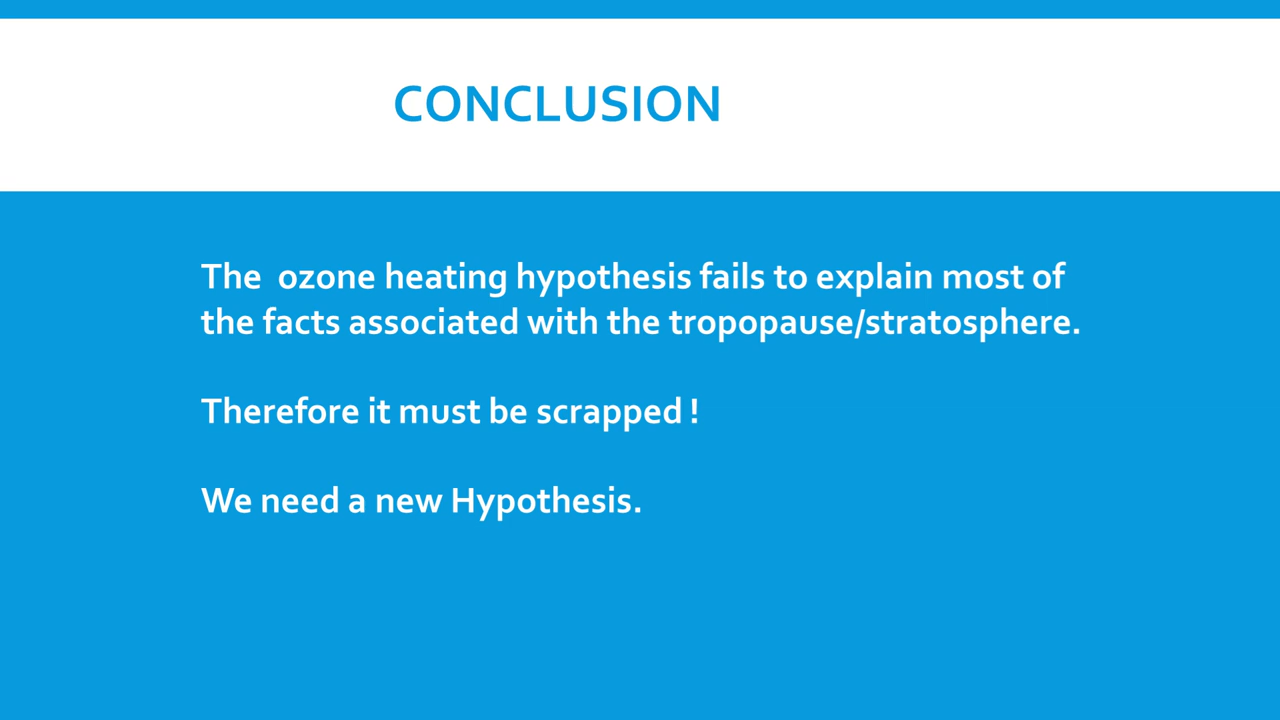 CONCLUSION
The  ozone heating hypothesis fails to explain most of
the facts associated with the tropopause/stratosphere.
Therefore it must be scrapped !
We need a new Hypothesis.